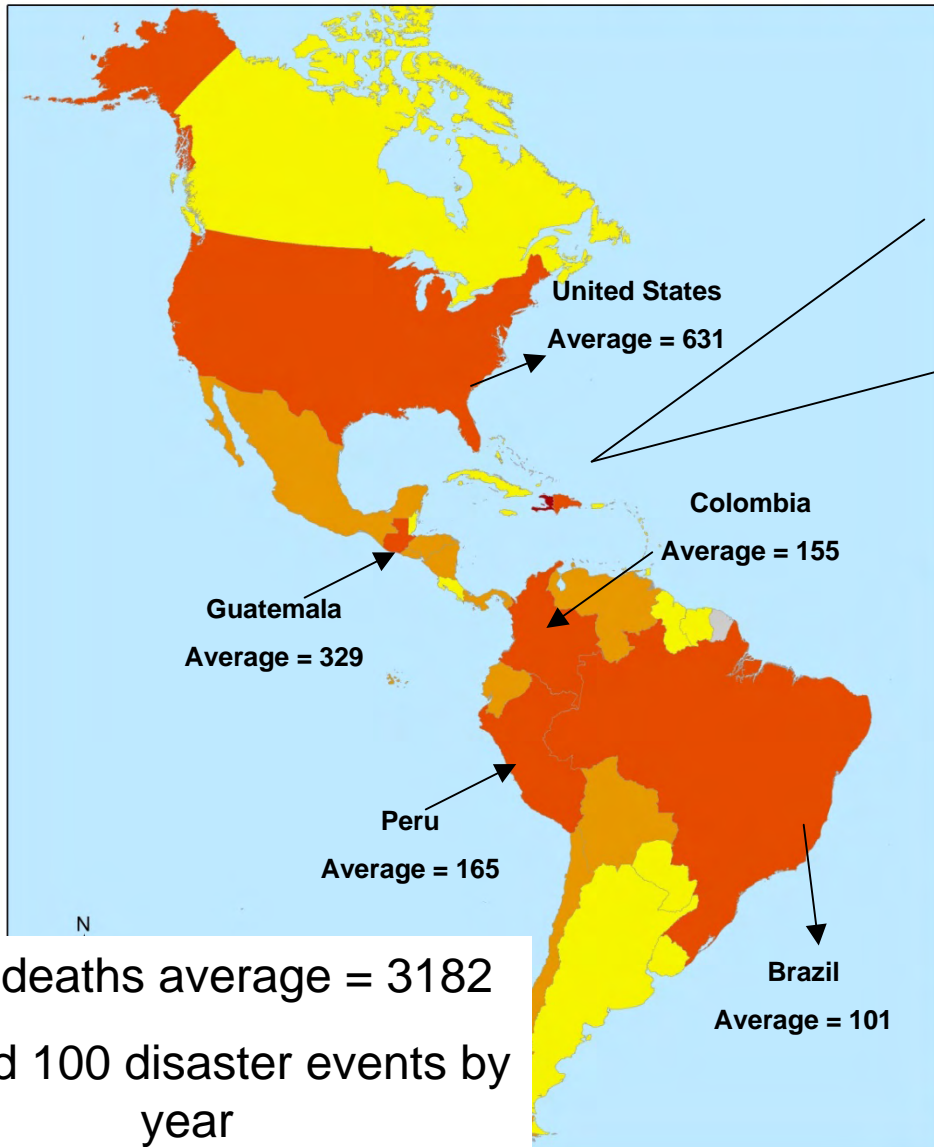 United States
Average = 631
Colombia
Average = 155
Guatemala
Average = 329
Peru
Average = 165
N
deaths average = 3182
Brazil
Average = 101
d 100 disaster events by
year